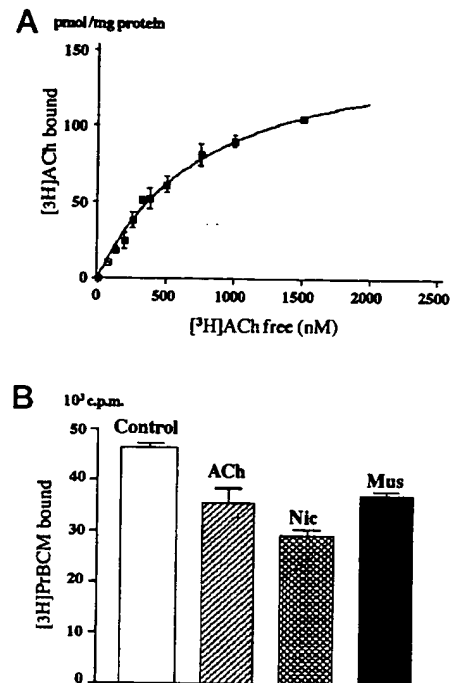 A pmol/mg protein
150
100
50
0
[3H]ACh bound
0 500 1000 1500 2000 2500
[³H]ACh free (nM)
B 10³ c.p.m.
50
40
30
20
10
0
[3H]PrBCM bound
Control
ACh
Nic
Mus